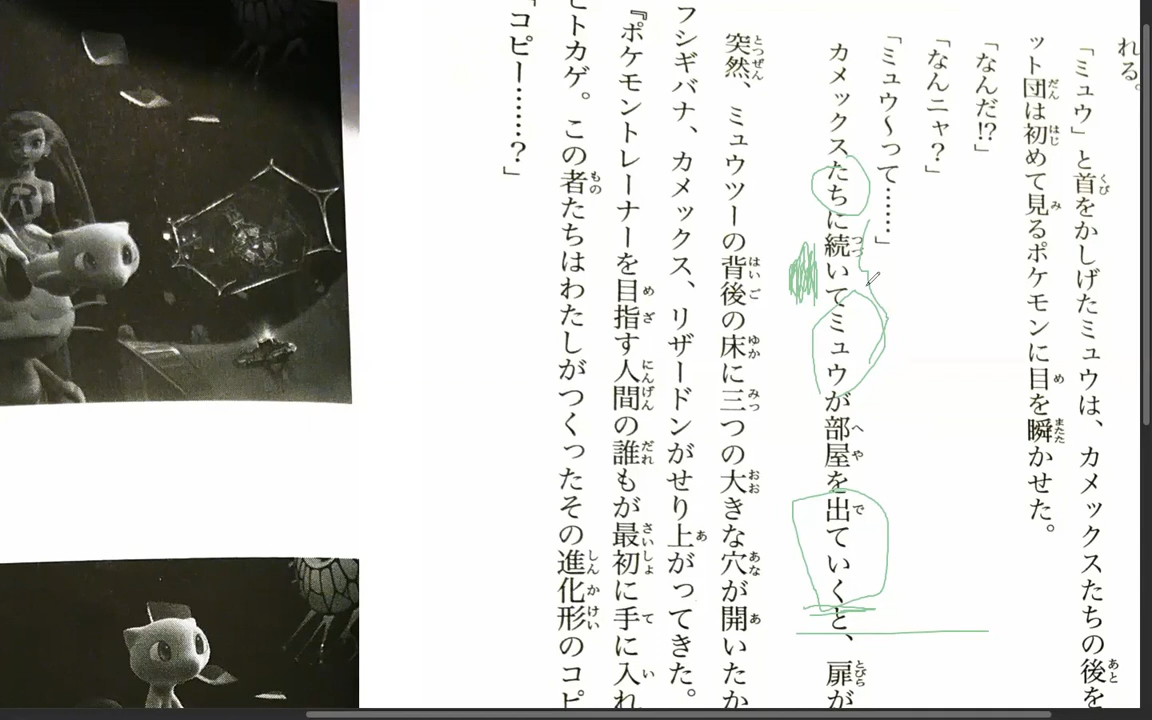 れる。
「ミュウ」と首をかしげたミュウは、カメックスたちの後を
ット団は初めて見るポケモンに目を瞬かせた。
「なんだ!?」
「なんニャ？」
「ミュウ～って……」
カメックスたちに続いてミュウが部屋を出ていくと、扉が
突然、ミュウツーの背後の床に三つの大きな穴が開いたか
フシギバナ、カメックス、リザードンがせり上がってきた。
『ポケモントレーナーを目指す人間の誰もが最初に手に入れ
ヒトカゲ。この者たちはわたしがつくったその進化形のコピ
「コピー……？」
R